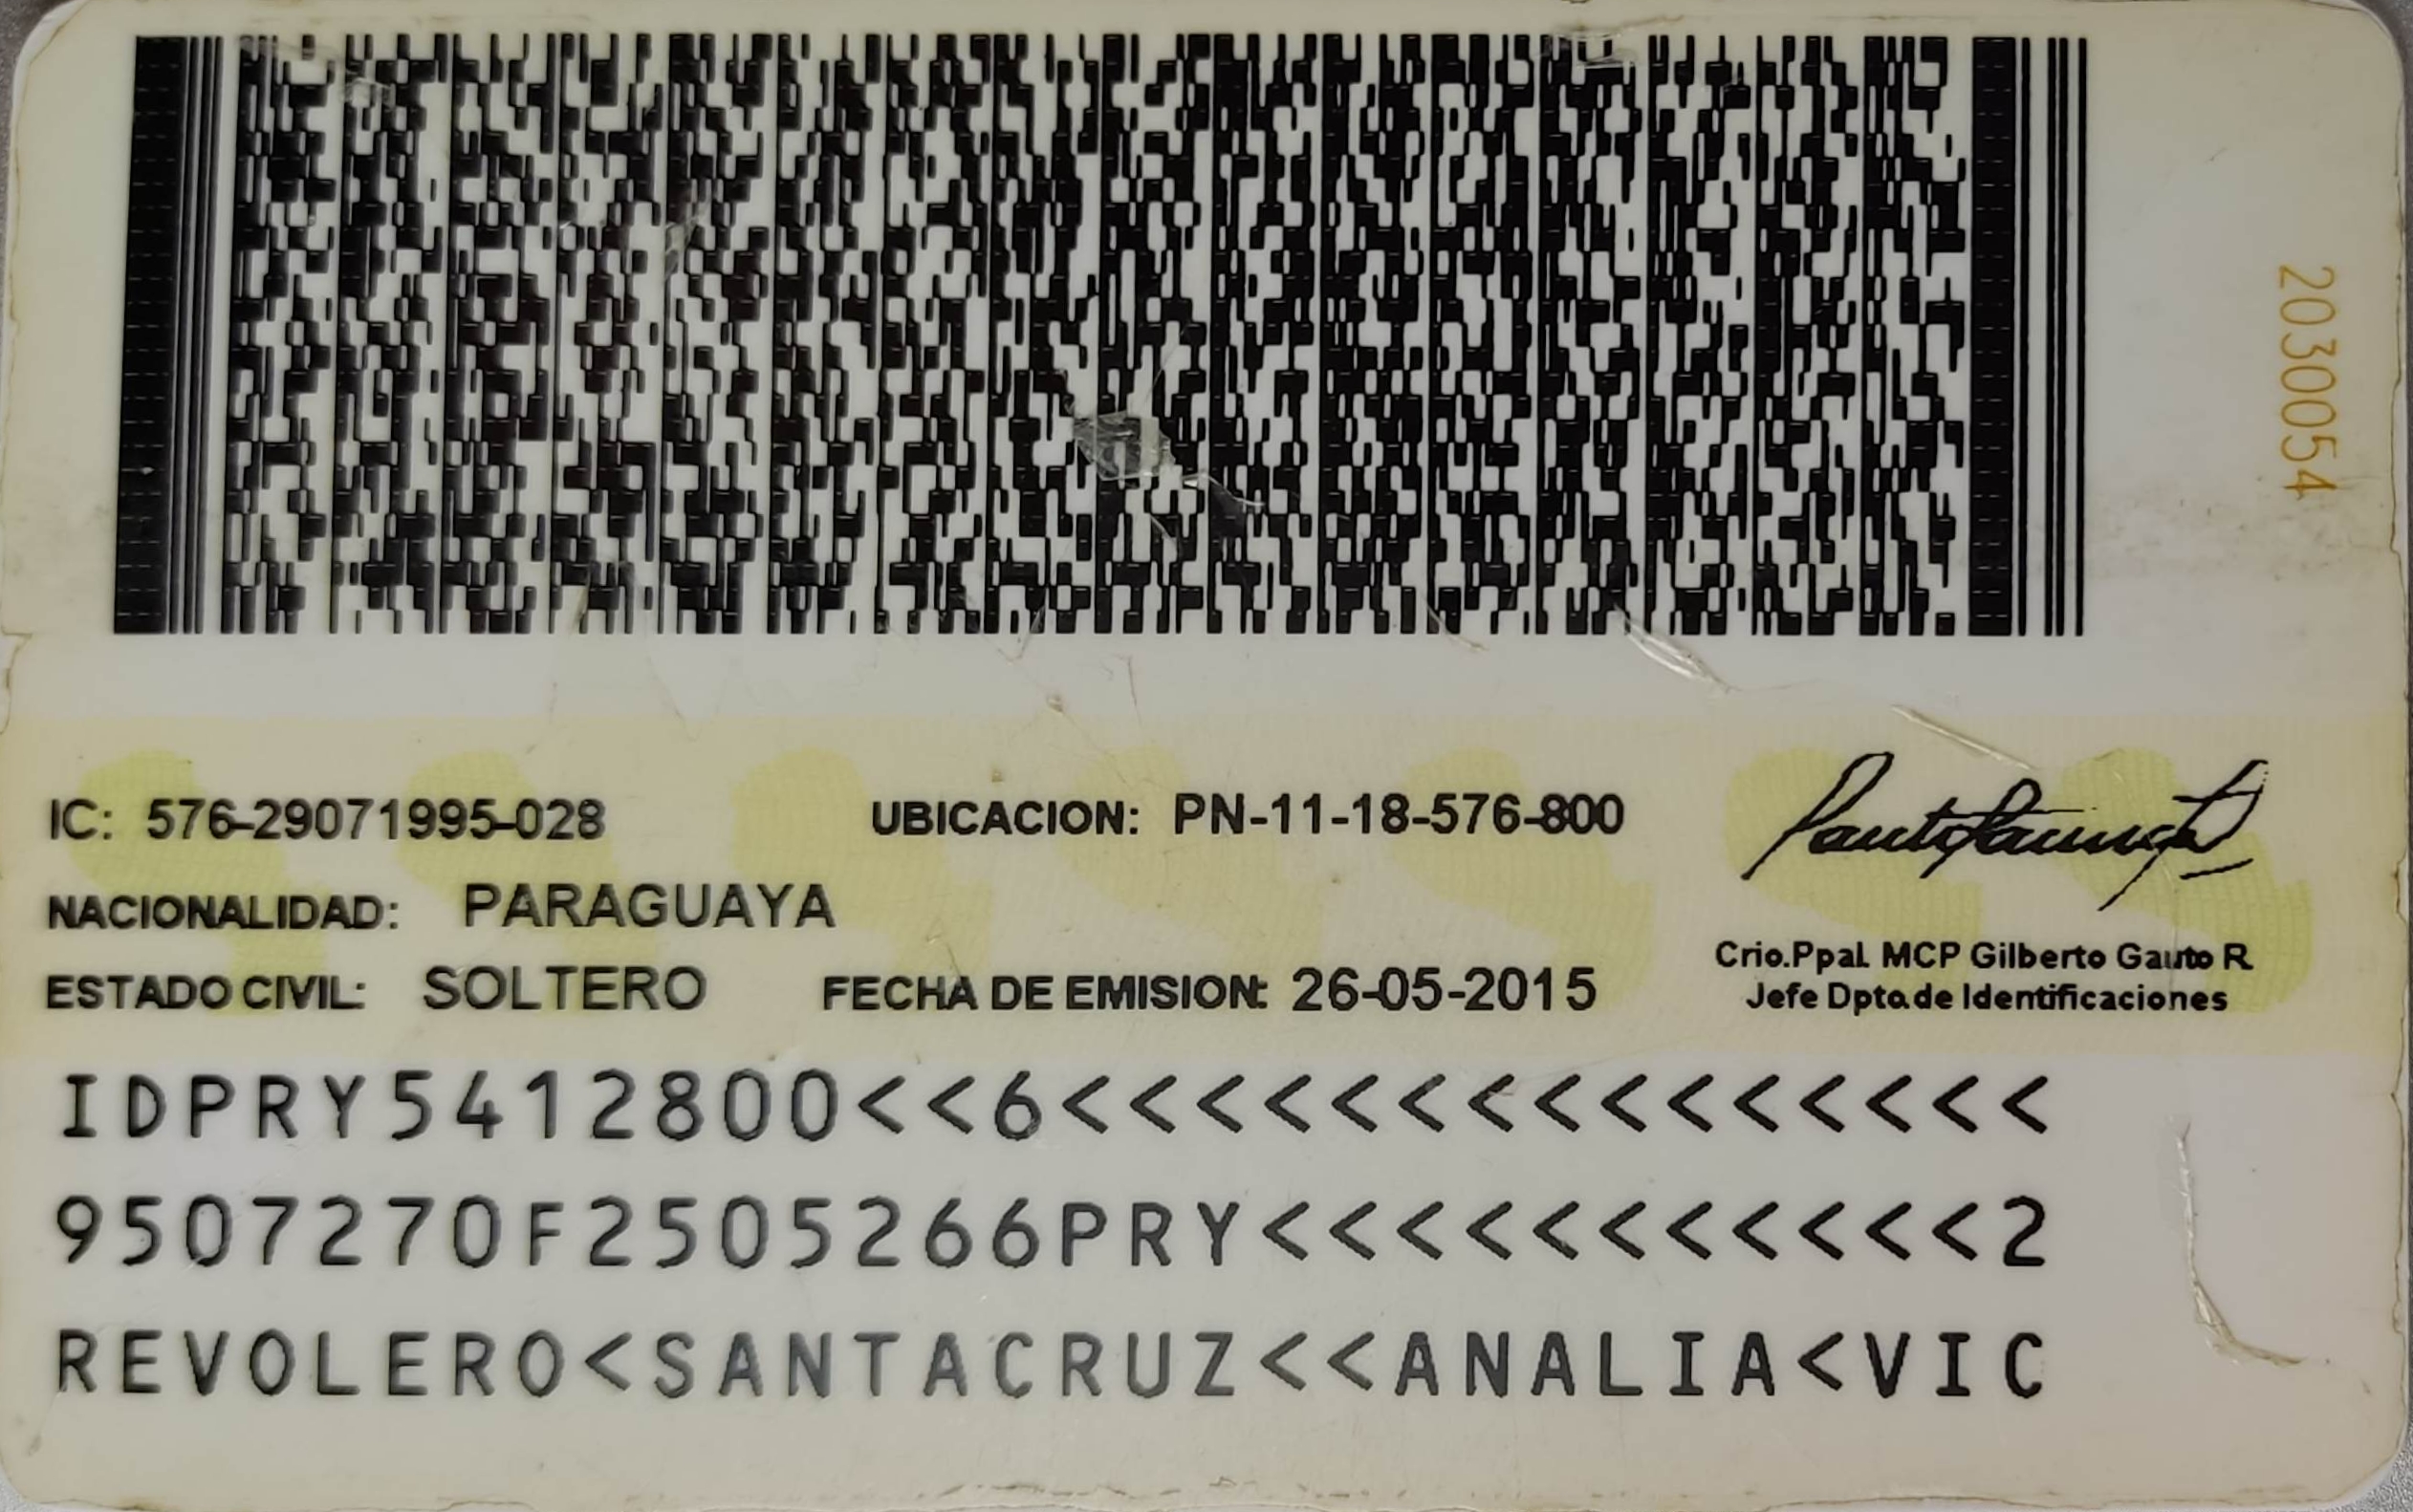 2030054
IC: 576-29071995-028
UBICACION: PN-11-18-576-800
NACIONALIDAD: PARAGUAYA
ESTADO CIVIL: SOLTERO
FECHA DE EMISION: 26-05-2015
Crio.Ppal. MCP Gilberto Gauto R.
Jefe Dpto.de Identificaciones
IDPRY5412800<<6<<<<<<<<<<<<<<<
9507270F2505266PRY<<<<<<<<<<<2
REVOLERO<SANTACRUZ<<ANALIA<VIC